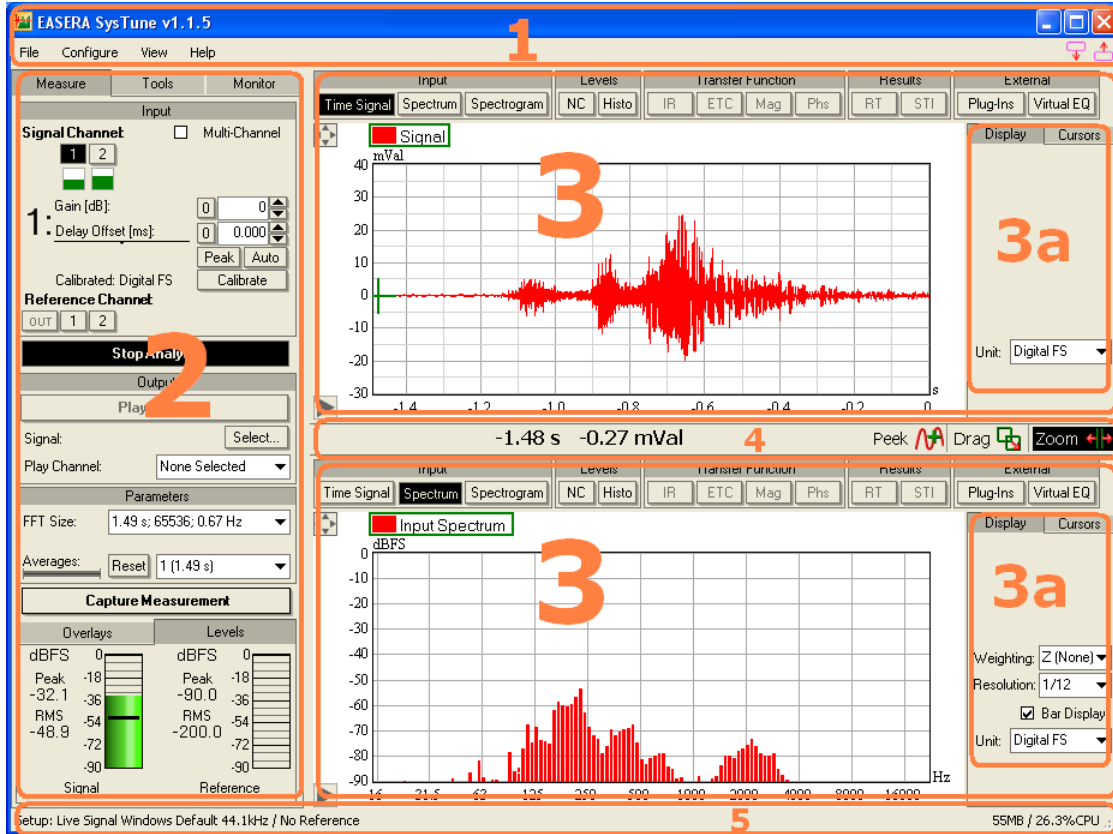 EASERA SysTune v1.1.5
File Configure View Help
1
Measure Tools Monitor
Input
Signal Channel Multi-Channel
1 2
1: Gain [dB]: 0 0
Delay Offset [ms]: 0 0.000
Peak Auto
Calibrated: Digital FS Calibrate
Reference Channel
OUT 1 2
2
Output
Play
Signal: Select...
Play Channel: None Selected
Parameters
FFT Size: 1.49 s; 65536; 0.67 Hz
Averages: Reset 1 (1.49 s)
Capture Measurement
Overlays Levels
dBFS 0 dBFS 0
Peak -18 Peak -18
-32.1 -36 -90.0 -36
RMS -54 RMS -54
-48.9 -72 -200.0 -72
-90 -90
Signal Reference
Input Levels Transfer Function Results External
Time Signal Spectrum Spectrogram NC Histo IR ETC Mag Phs RT STI Plug-Ins Virtual EQ
Signal
mVal
40
30
20
10
0
-10
-20
-30
-1.4 -1.2 -1.0 -0.8 -0.6 -0.4 -0.2 0
s
3
Display Cursors
3a
Unit: Digital FS
-1.48 s -0.27 mVal 4 Peek Drag Zoom
Input Levels Transfer Function Results External
Time Signal Spectrum Spectrogram NC Histo IR ETC Mag Phs RT STI Plug-Ins Virtual EQ
Input Spectrum
dBFS
0
-10
-20
-30
-40
-50
-60
-70
-80
-90
16 31.5 62 125 250 500 1000 2000 4000 8000 16000
Hz
3
Display Cursors
3a
Weighting: Z (None)
Resolution: 1/12
Bar Display
Unit: Digital FS
Setup: Live Signal Windows Default 44.1kHz / No Reference 5 55MB / 26.3%CPU